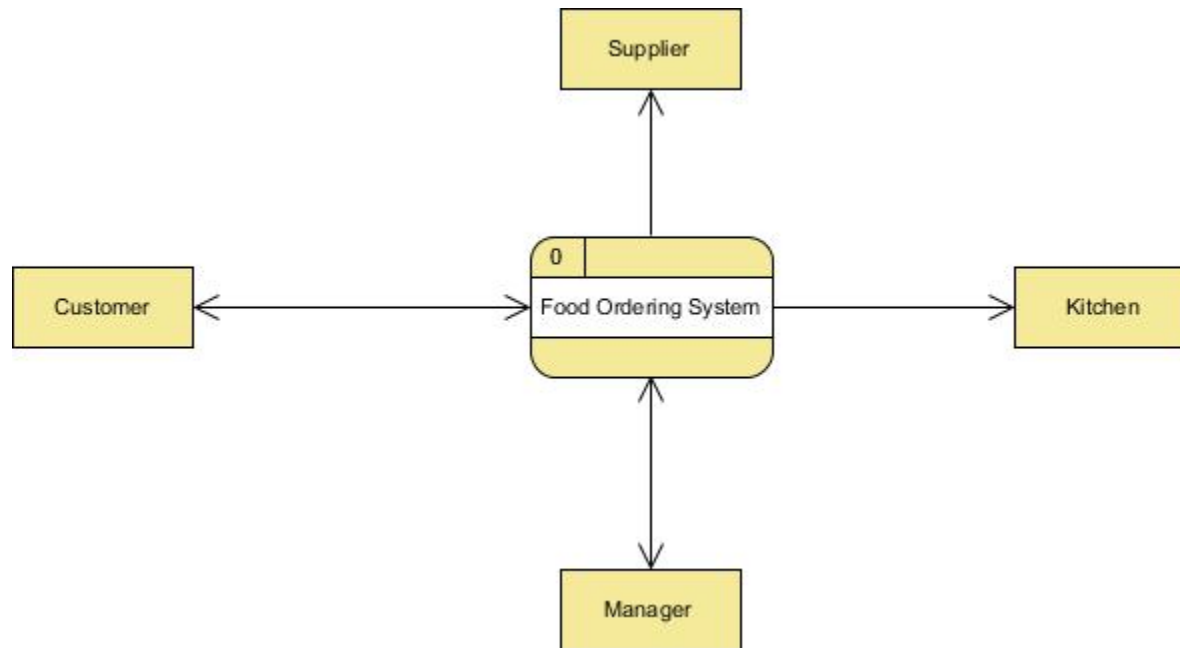 Supplier
0
Customer
Food Ordering System
Kitchen
Manager